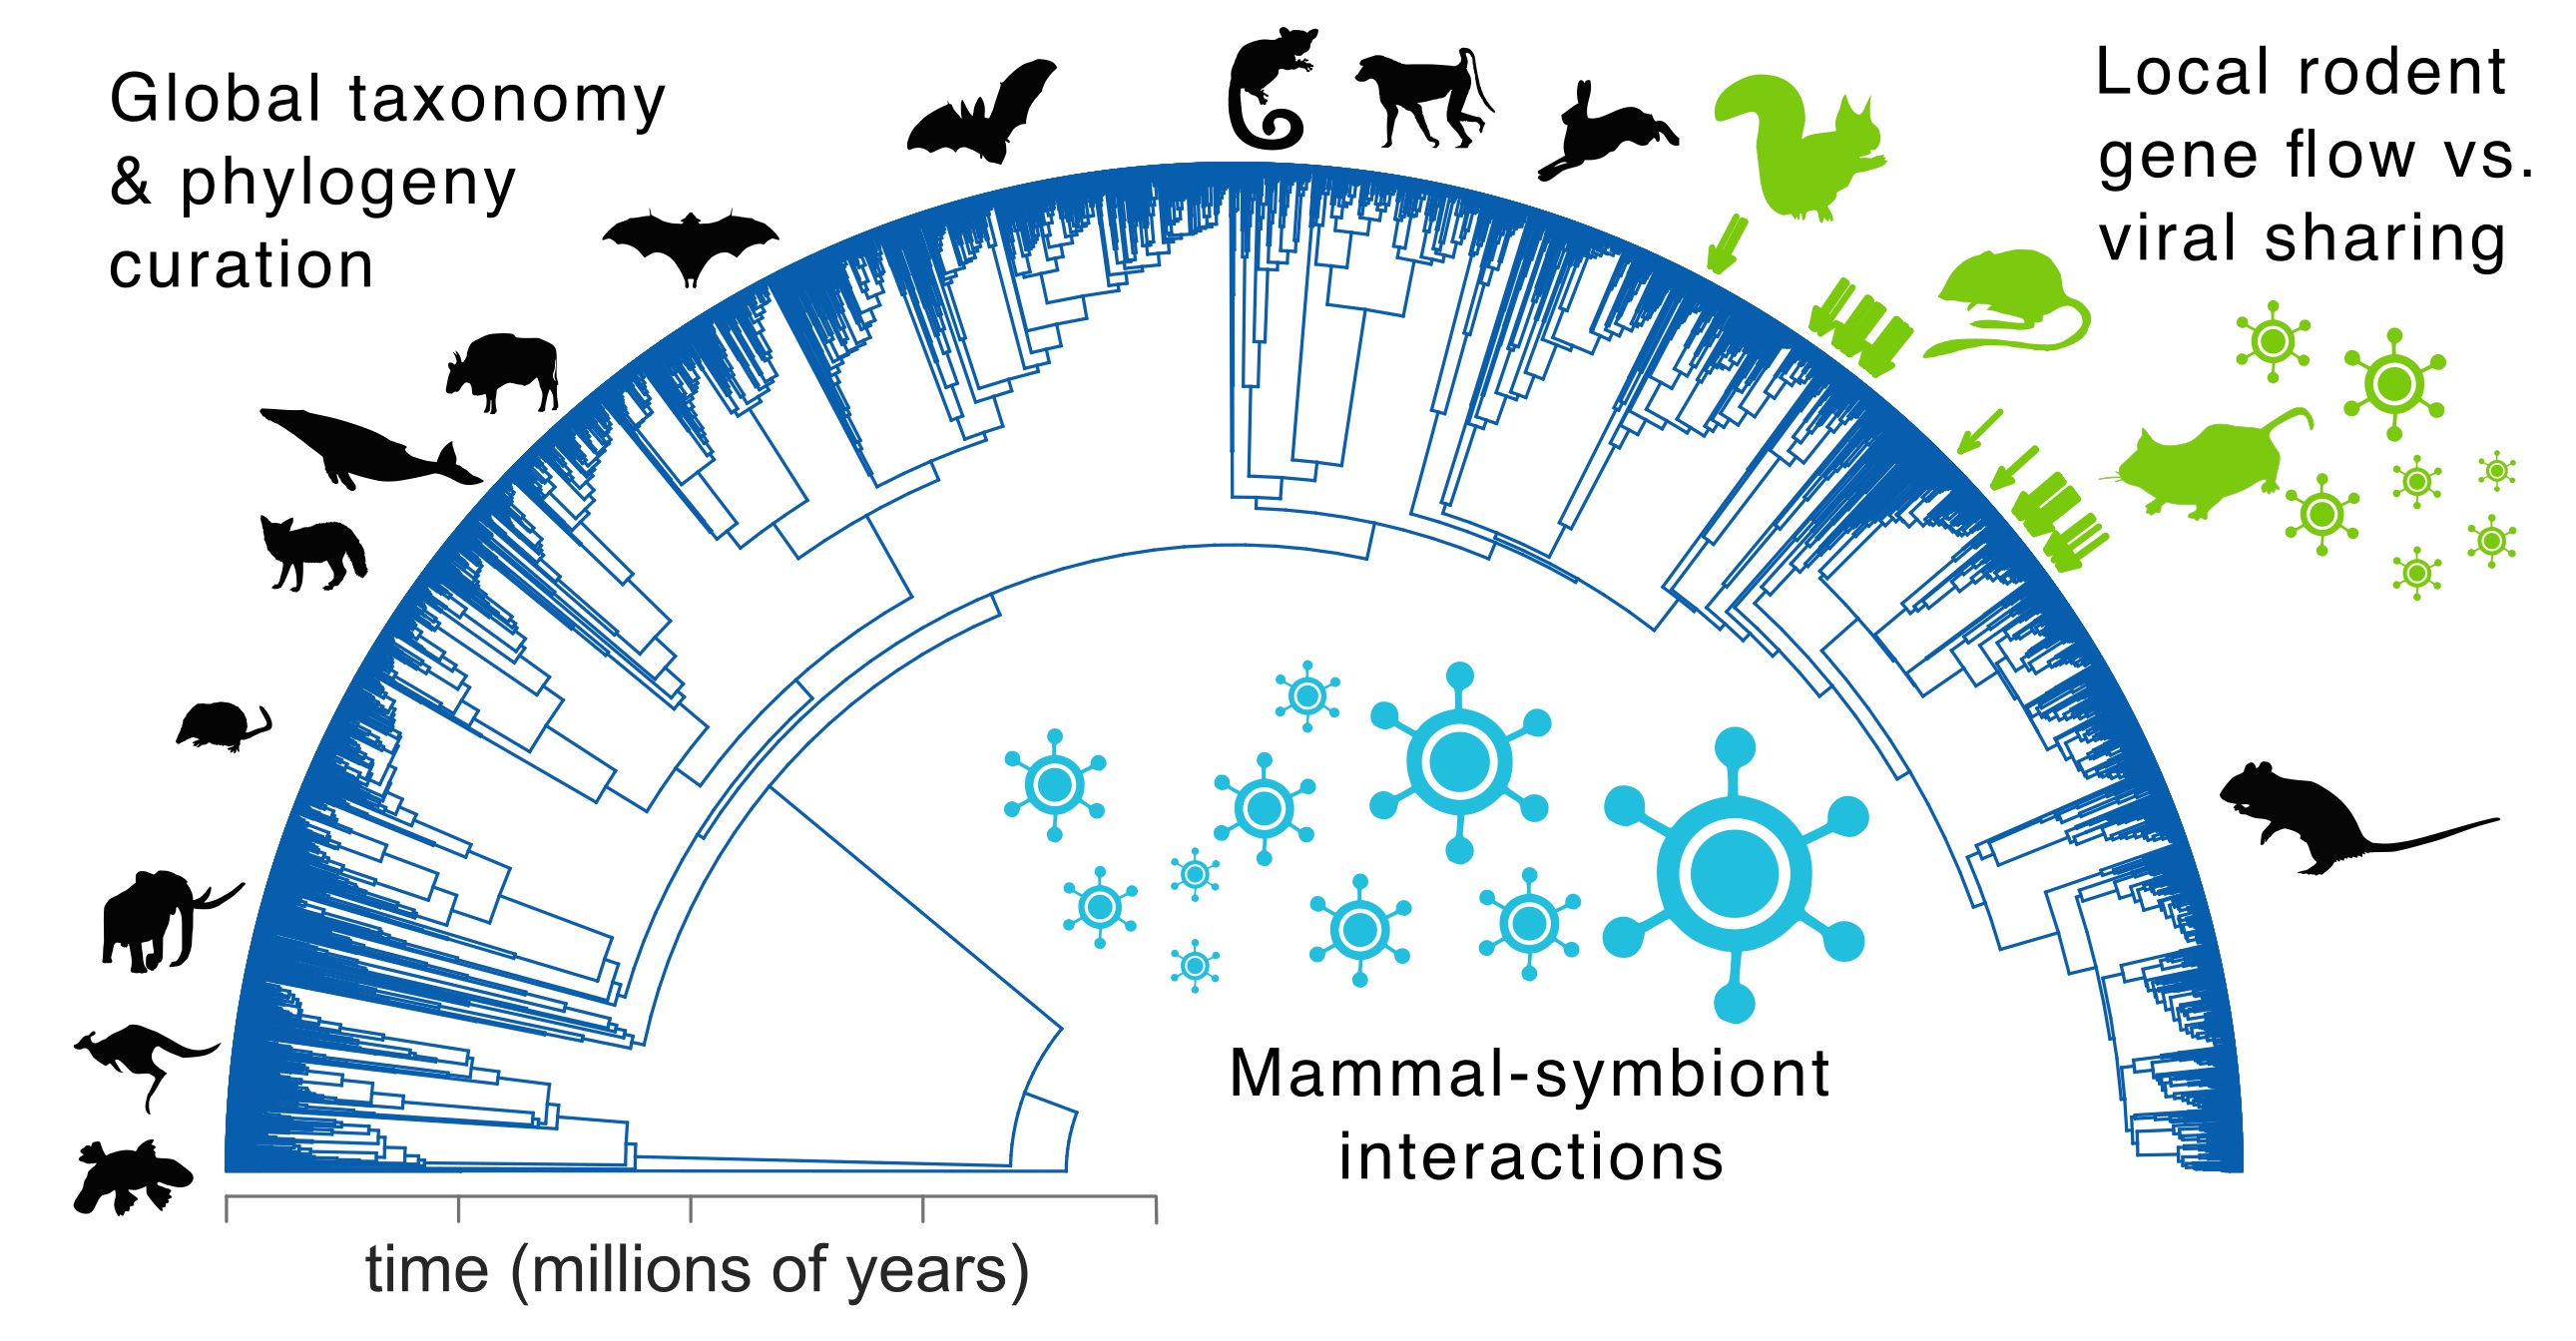 Global taxonomy
& phylogeny
curation
Local rodent
gene flow vs.
viral sharing
Mammal-symbiont
interactions
time (millions of years)